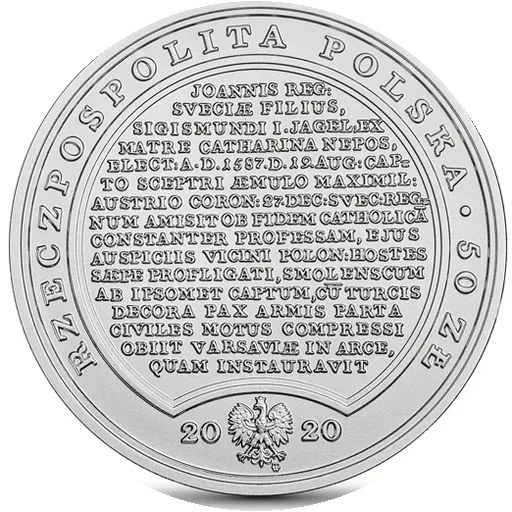 RZECZPOSPOLITA POLSKA · 50 ZŁ
JOANNIS REG:
SVECIÆ FILIUS,
SIGISMUNDI I. JAGEL.EX
MATRE CATHARINA NEPOS,
ELECT: A. D. 1587. D. 19. AUG: CAP-
TO SCEPTRI ÆMULO MAXIMIL:
AUSTRIO CORON: 27. DEC: SVEC: REG̅-
NUM AMISIT OB FIDEM CATHOLICĀ
CONSTANTER PROFESSAM, EJUS
AUSPICIIS VICINI POLON: HOSTES
SÆPE PROFLIGATI, SMOLENSCUM
AB IPSOMET CAPTUM, CŪ TURCIS
DECORA PAX ARMIS PARTA
CIVILES MOTUS COMPRESSI
OBIIT VARSAVIÆ IN ARCE,
QUAM INSTAURAVIT
20 20